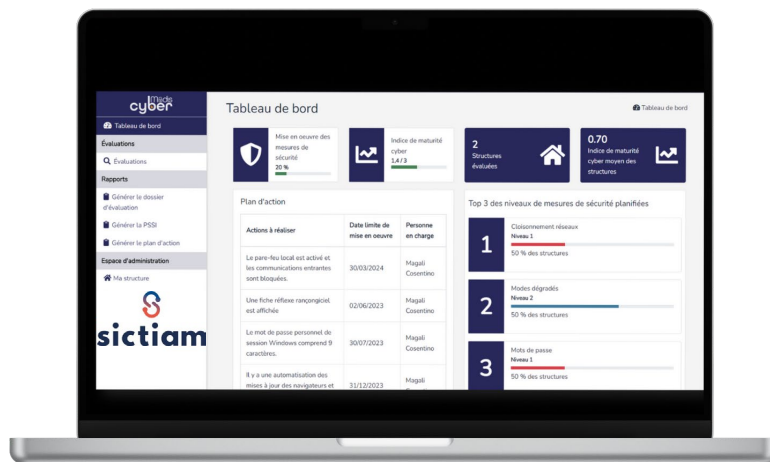 Mads
cyber
Tableau de bord
Évaluations
Évaluations
Rapports
Générer le dossier
d'évaluation
Générer la PSSI
Générer le plan d'action
Espace d'administration
Ma structure
sictiam
Tableau de bord
Tableau de bord
Mise en oeuvre des
mesures de
sécurité
20 %
Indice de maturité
cyber
1,4 / 3
2
Structures
évaluées
0.70
Indice de maturité
cyber moyen des
structures
Plan d'action
Actions à réaliser
Date limite de
mise en oeuvre
Personne
en charge
Le pare-feu local est activé et
les communications entrantes
sont bloquées.
30/03/2024
Magali
Cosentino
Une fiche réflexe rançongiciel
est affichée
02/06/2023
Magali
Cosentino
Le mot de passe personnel de
session Windows comprend 9
caractères.
30/07/2023
Magali
Cosentino
Il y a une automatisation des
mises à jour des navigateurs et
31/12/2023
Magali
Top 3 des niveaux de mesures de sécurité planifiées
1
Cloisonnement réseaux
Niveau 1
50 % des structures
2
Modes dégradés
Niveau 2
50 % des structures
3
Mots de passe
Niveau 1
50 % des structures